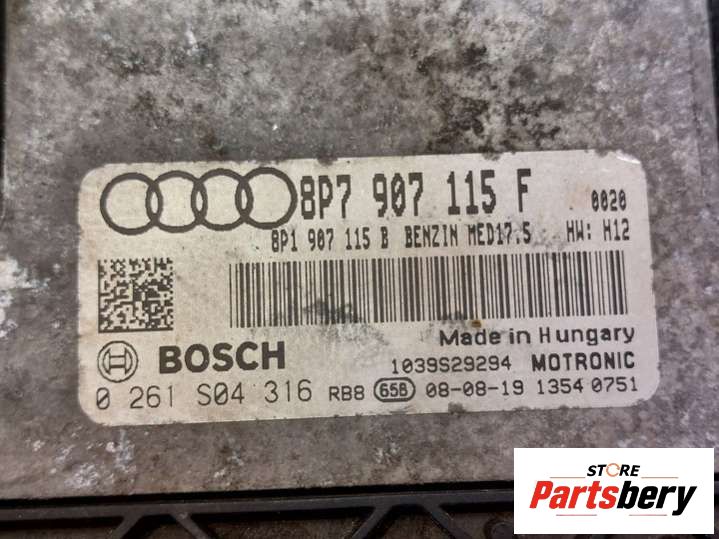 8P7 907 115 F 0020
8P1 907 115 B BENZIN MED17.5 HW: H12
Made in Hungary
BOSCH 1039S29294 MOTRONIC
0 261 S04 316 RB8 65B 08-08-19 1354 0751
STORE
Partsbery